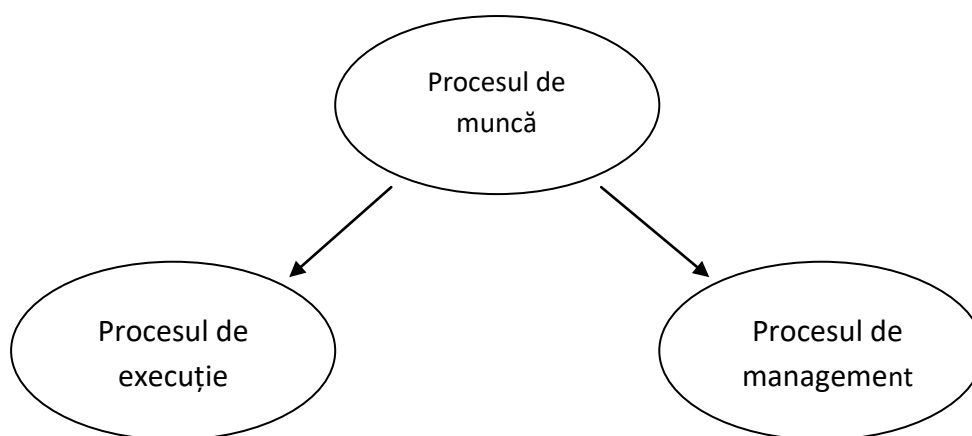 Procesul de
muncă
Procesul de
execuție
Procesul de
management